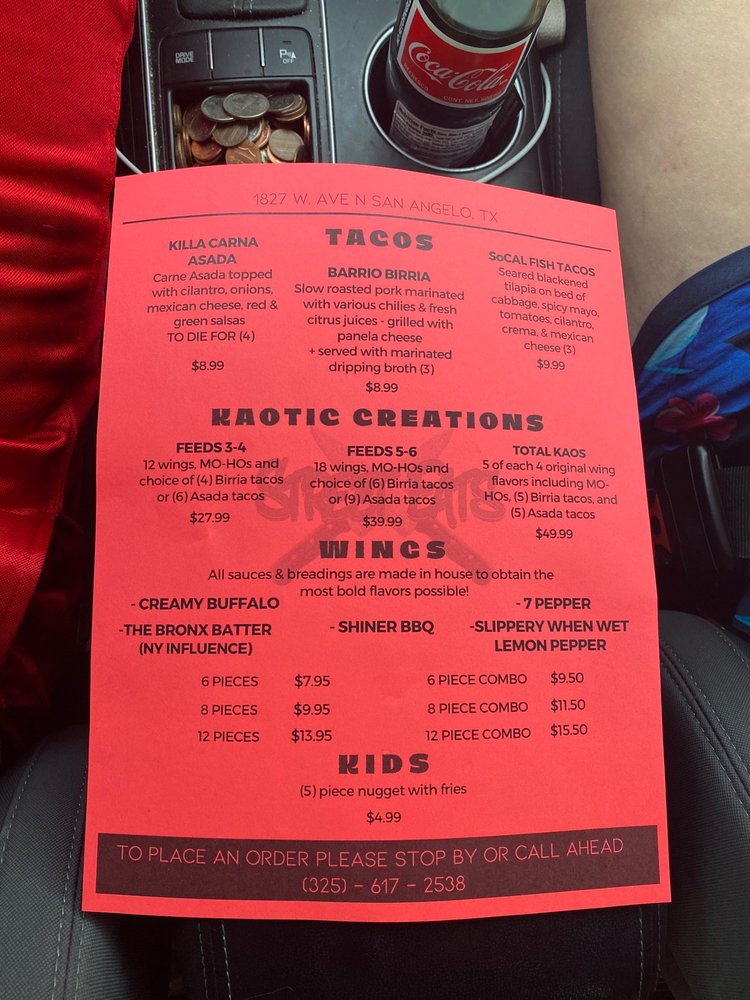 DRIVE MODE
P OFF
Coca-Cola
1827 W. AVE N SAN ANGELO, TX
TACOS
KILLA CARNA
ASADA
Carne Asada topped
with cilantro, onions,
mexican cheese, red &
green salsas
TO DIE FOR (4)
$8.99
BARRIO BIRRIA
Slow roasted pork marinated
with various chilies & fresh
citrus juices - grilled with
panela cheese
+ served with marinated
dripping broth (3)
$8.99
SoCAL FISH TACOS
Seared blackened
tilapia on bed of
cabbage, spicy mayo,
tomatoes, cilantro,
crema, & mexican
cheese (3)
$9.99
KAOTIC CREATIONS
FEEDS 3-4
12 wings, MO-HOs and
choice of (4) Birria tacos
or (6) Asada tacos
$27.99
FEEDS 5-6
18 wings, MO-HOs and
choice of (6) Birria tacos
or (9) Asada tacos
$39.99
TOTAL KAOS
5 of each 4 original wing
flavors including MO-
HOs, (5) Birria tacos, and
(5) Asada tacos
$49.99
WINGS
All sauces & breadings are made in house to obtain the
most bold flavors possible!
- CREAMY BUFFALO
- 7 PEPPER
-THE BRONX BATTER
(NY INFLUENCE)
- SHINER BBQ
-SLIPPERY WHEN WET
LEMON PEPPER
6 PIECES $7.95
8 PIECES $9.95
12 PIECES $13.95
6 PIECE COMBO $9.50
8 PIECE COMBO $11.50
12 PIECE COMBO $15.50
KIDS
(5) piece nugget with fries
$4.99
TO PLACE AN ORDER PLEASE STOP BY OR CALL AHEAD
(325) - 617 - 2538